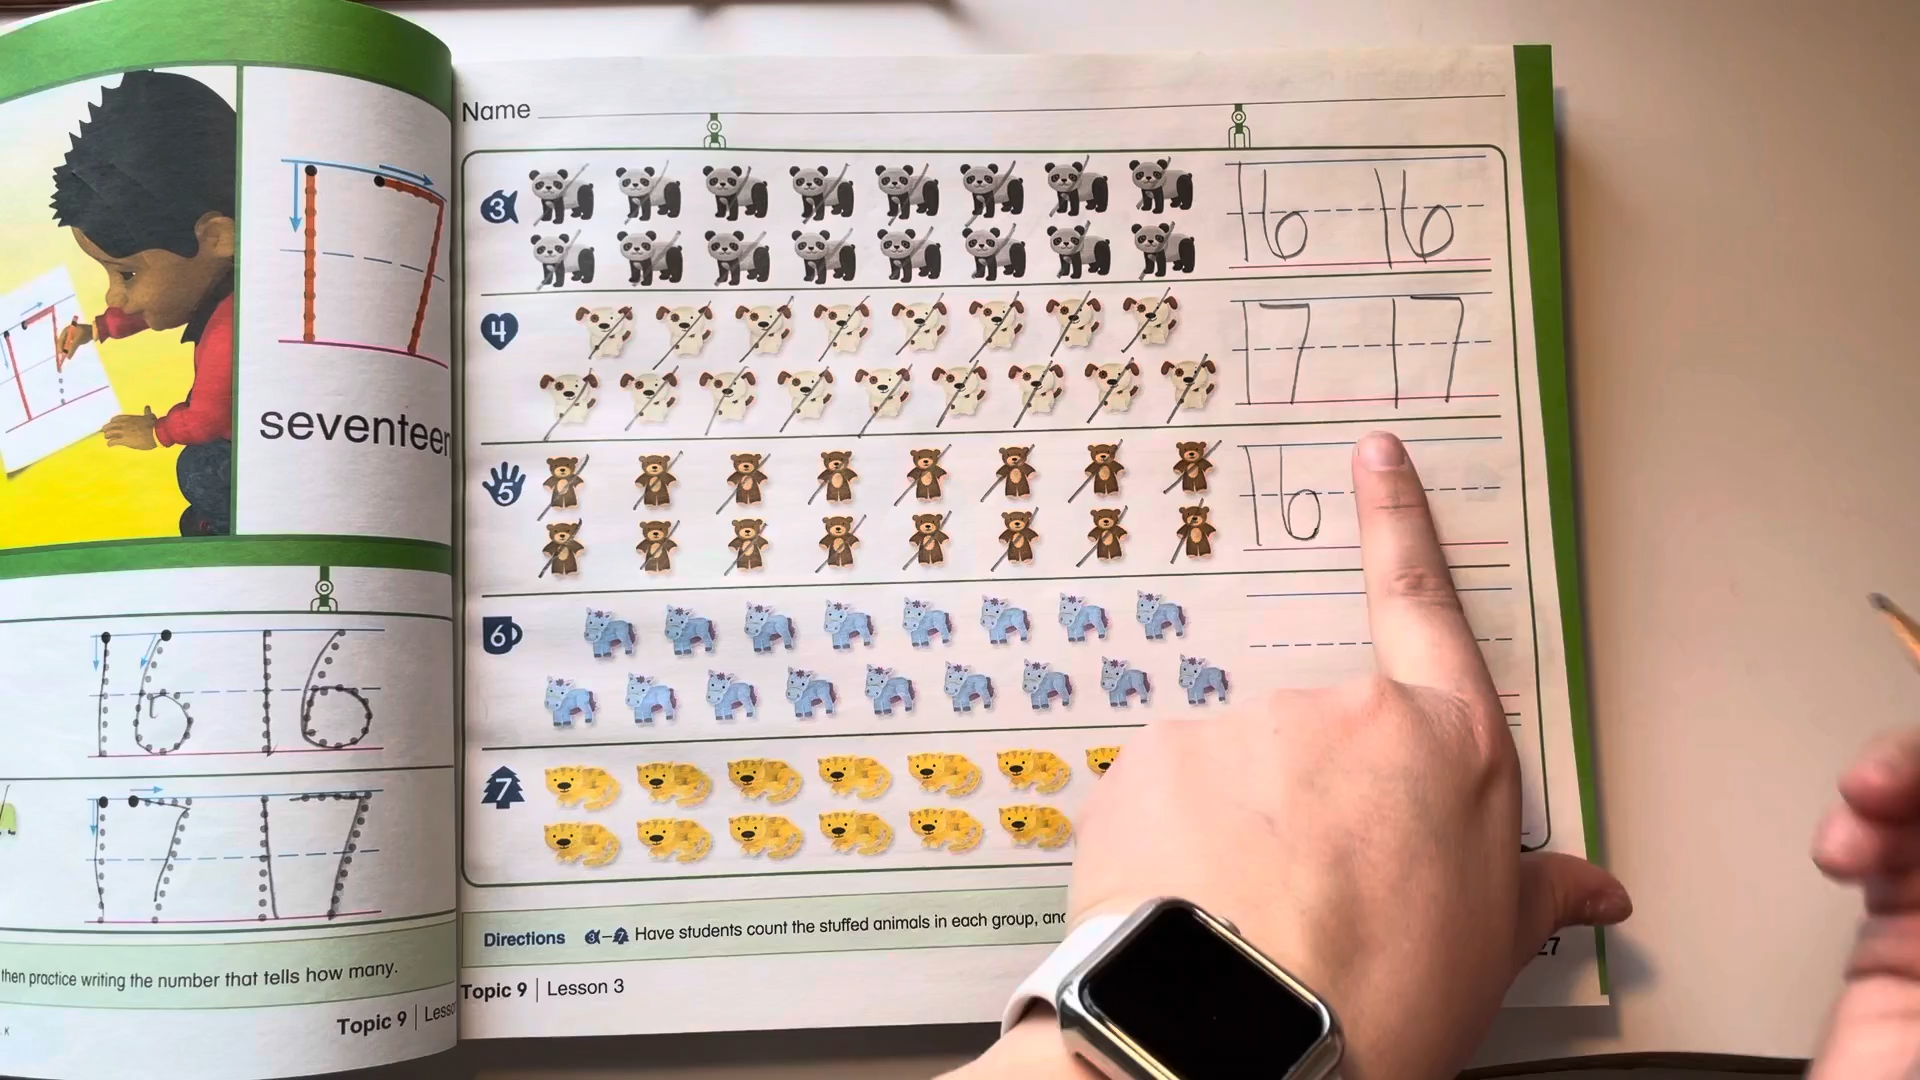 seventeen
16 16
17 17
then practice writing the number that tells how many.
Topic 9 |
Name
3 16 16
4 17 17
5 16
6
7
Directions 3–7 Have students count the stuffed animals in each group,
Topic 9 | Lesson 3